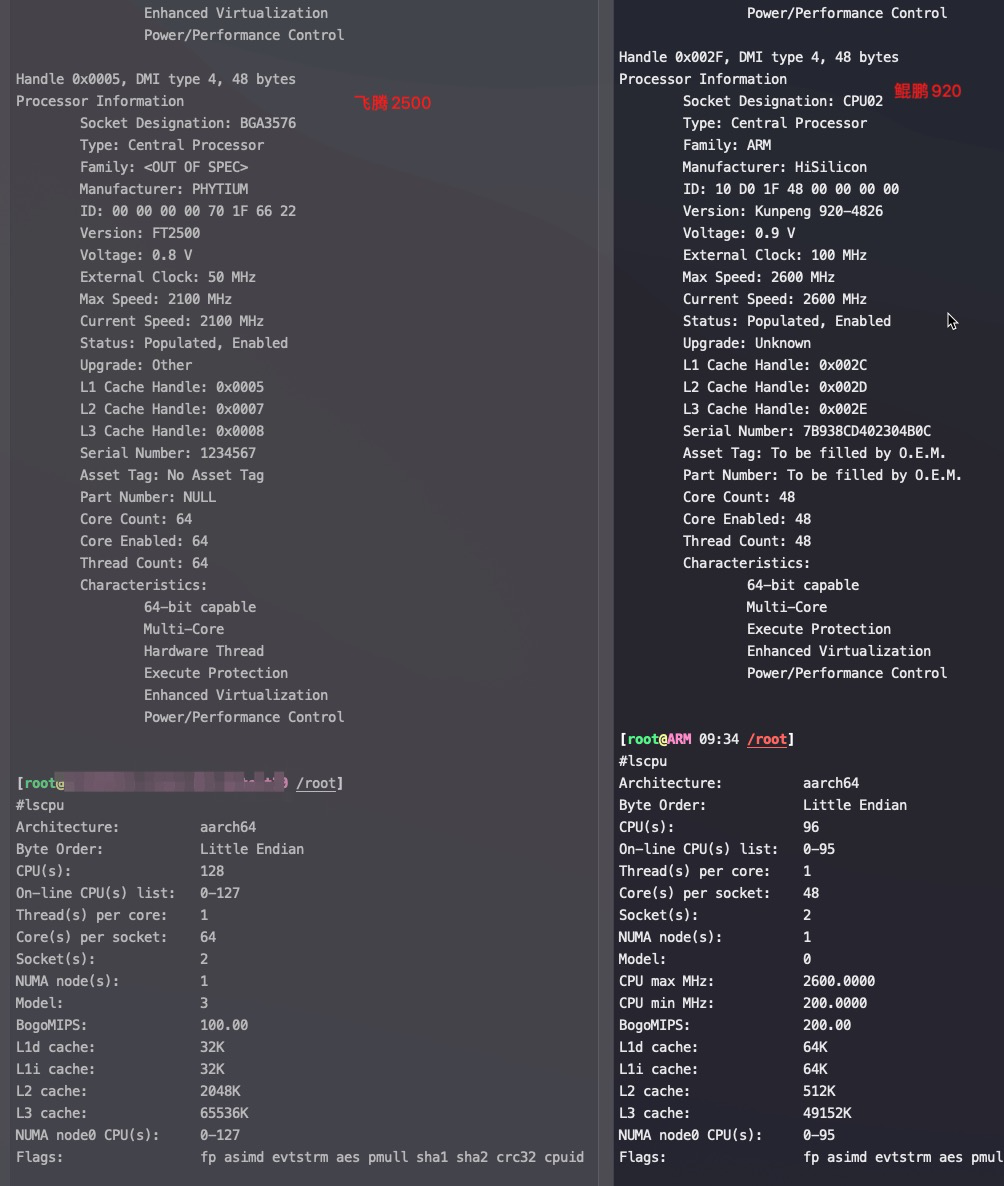 Enhanced Virtualization
Power/Performance Control
Handle 0x0005, DMI type 4, 48 bytes
Processor Information
飞腾2500
Socket Designation: BGA3576
Type: Central Processor
Family: <OUT OF SPEC>
Manufacturer: PHYTIUM
ID: 00 00 00 00 70 1F 66 22
Version: FT2500
Voltage: 0.8 V
External Clock: 50 MHz
Max Speed: 2100 MHz
Current Speed: 2100 MHz
Status: Populated, Enabled
Upgrade: Other
L1 Cache Handle: 0x0005
L2 Cache Handle: 0x0007
L3 Cache Handle: 0x0008
Serial Number: 1234567
Asset Tag: No Asset Tag
Part Number: NULL
Core Count: 64
Core Enabled: 64
Thread Count: 64
Characteristics:
64-bit capable
Multi-Core
Hardware Thread
Execute Protection
Enhanced Virtualization
Power/Performance Control
[root@ /root]
#lscpu
Architecture: aarch64
Byte Order: Little Endian
CPU(s): 128
On-line CPU(s) list: 0-127
Thread(s) per core: 1
Core(s) per socket: 64
Socket(s): 2
NUMA node(s): 1
Model: 3
BogoMIPS: 100.00
L1d cache: 32K
L1i cache: 32K
L2 cache: 2048K
L3 cache: 65536K
NUMA node0 CPU(s): 0-127
Flags: fp asimd evtstrm aes pmull sha1 sha2 crc32 cpuid
Power/Performance Control
Handle 0x002F, DMI type 4, 48 bytes
Processor Information
鲲鹏920
Socket Designation: CPU02
Type: Central Processor
Family: ARM
Manufacturer: HiSilicon
ID: 10 D0 1F 48 00 00 00 00
Version: Kunpeng 920-4826
Voltage: 0.9 V
External Clock: 100 MHz
Max Speed: 2600 MHz
Current Speed: 2600 MHz
Status: Populated, Enabled
Upgrade: Unknown
L1 Cache Handle: 0x002C
L2 Cache Handle: 0x002D
L3 Cache Handle: 0x002E
Serial Number: 7B938CD402304B0C
Asset Tag: To be filled by O.E.M.
Part Number: To be filled by O.E.M.
Core Count: 48
Core Enabled: 48
Thread Count: 48
Characteristics:
64-bit capable
Multi-Core
Execute Protection
Enhanced Virtualization
Power/Performance Control
[root@ARM 09:34 /root]
#lscpu
Architecture: aarch64
Byte Order: Little Endian
CPU(s): 96
On-line CPU(s) list: 0-95
Thread(s) per core: 1
Core(s) per socket: 48
Socket(s): 2
NUMA node(s): 1
Model: 0
CPU max MHz: 2600.0000
CPU min MHz: 200.0000
BogoMIPS: 200.00
L1d cache: 64K
L1i cache: 64K
L2 cache: 512K
L3 cache: 49152K
NUMA node0 CPU(s): 0-95
Flags: fp asimd evtstrm aes pmul